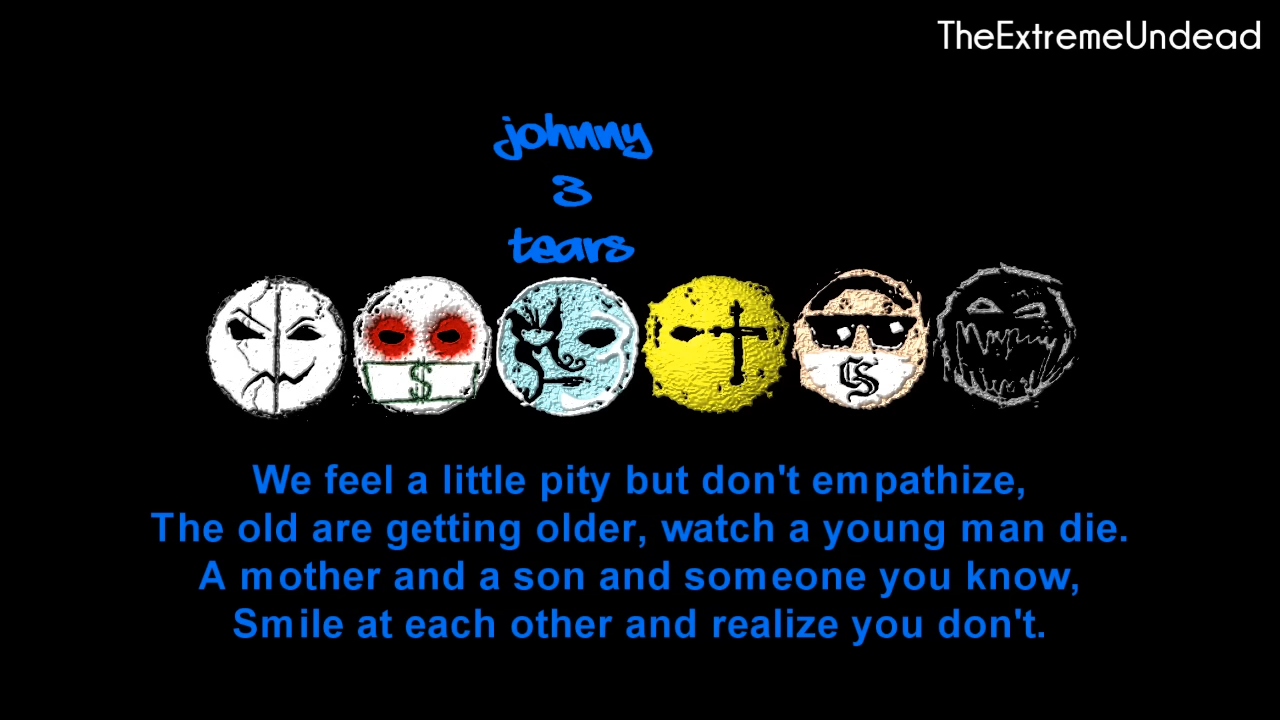 TheExtremeUndead
johnny
3
tears
$
S
We feel a little pity but don't empathize,
The old are getting older, watch a young man die.
A mother and a son and someone you know,
Smile at each other and realize you don't.